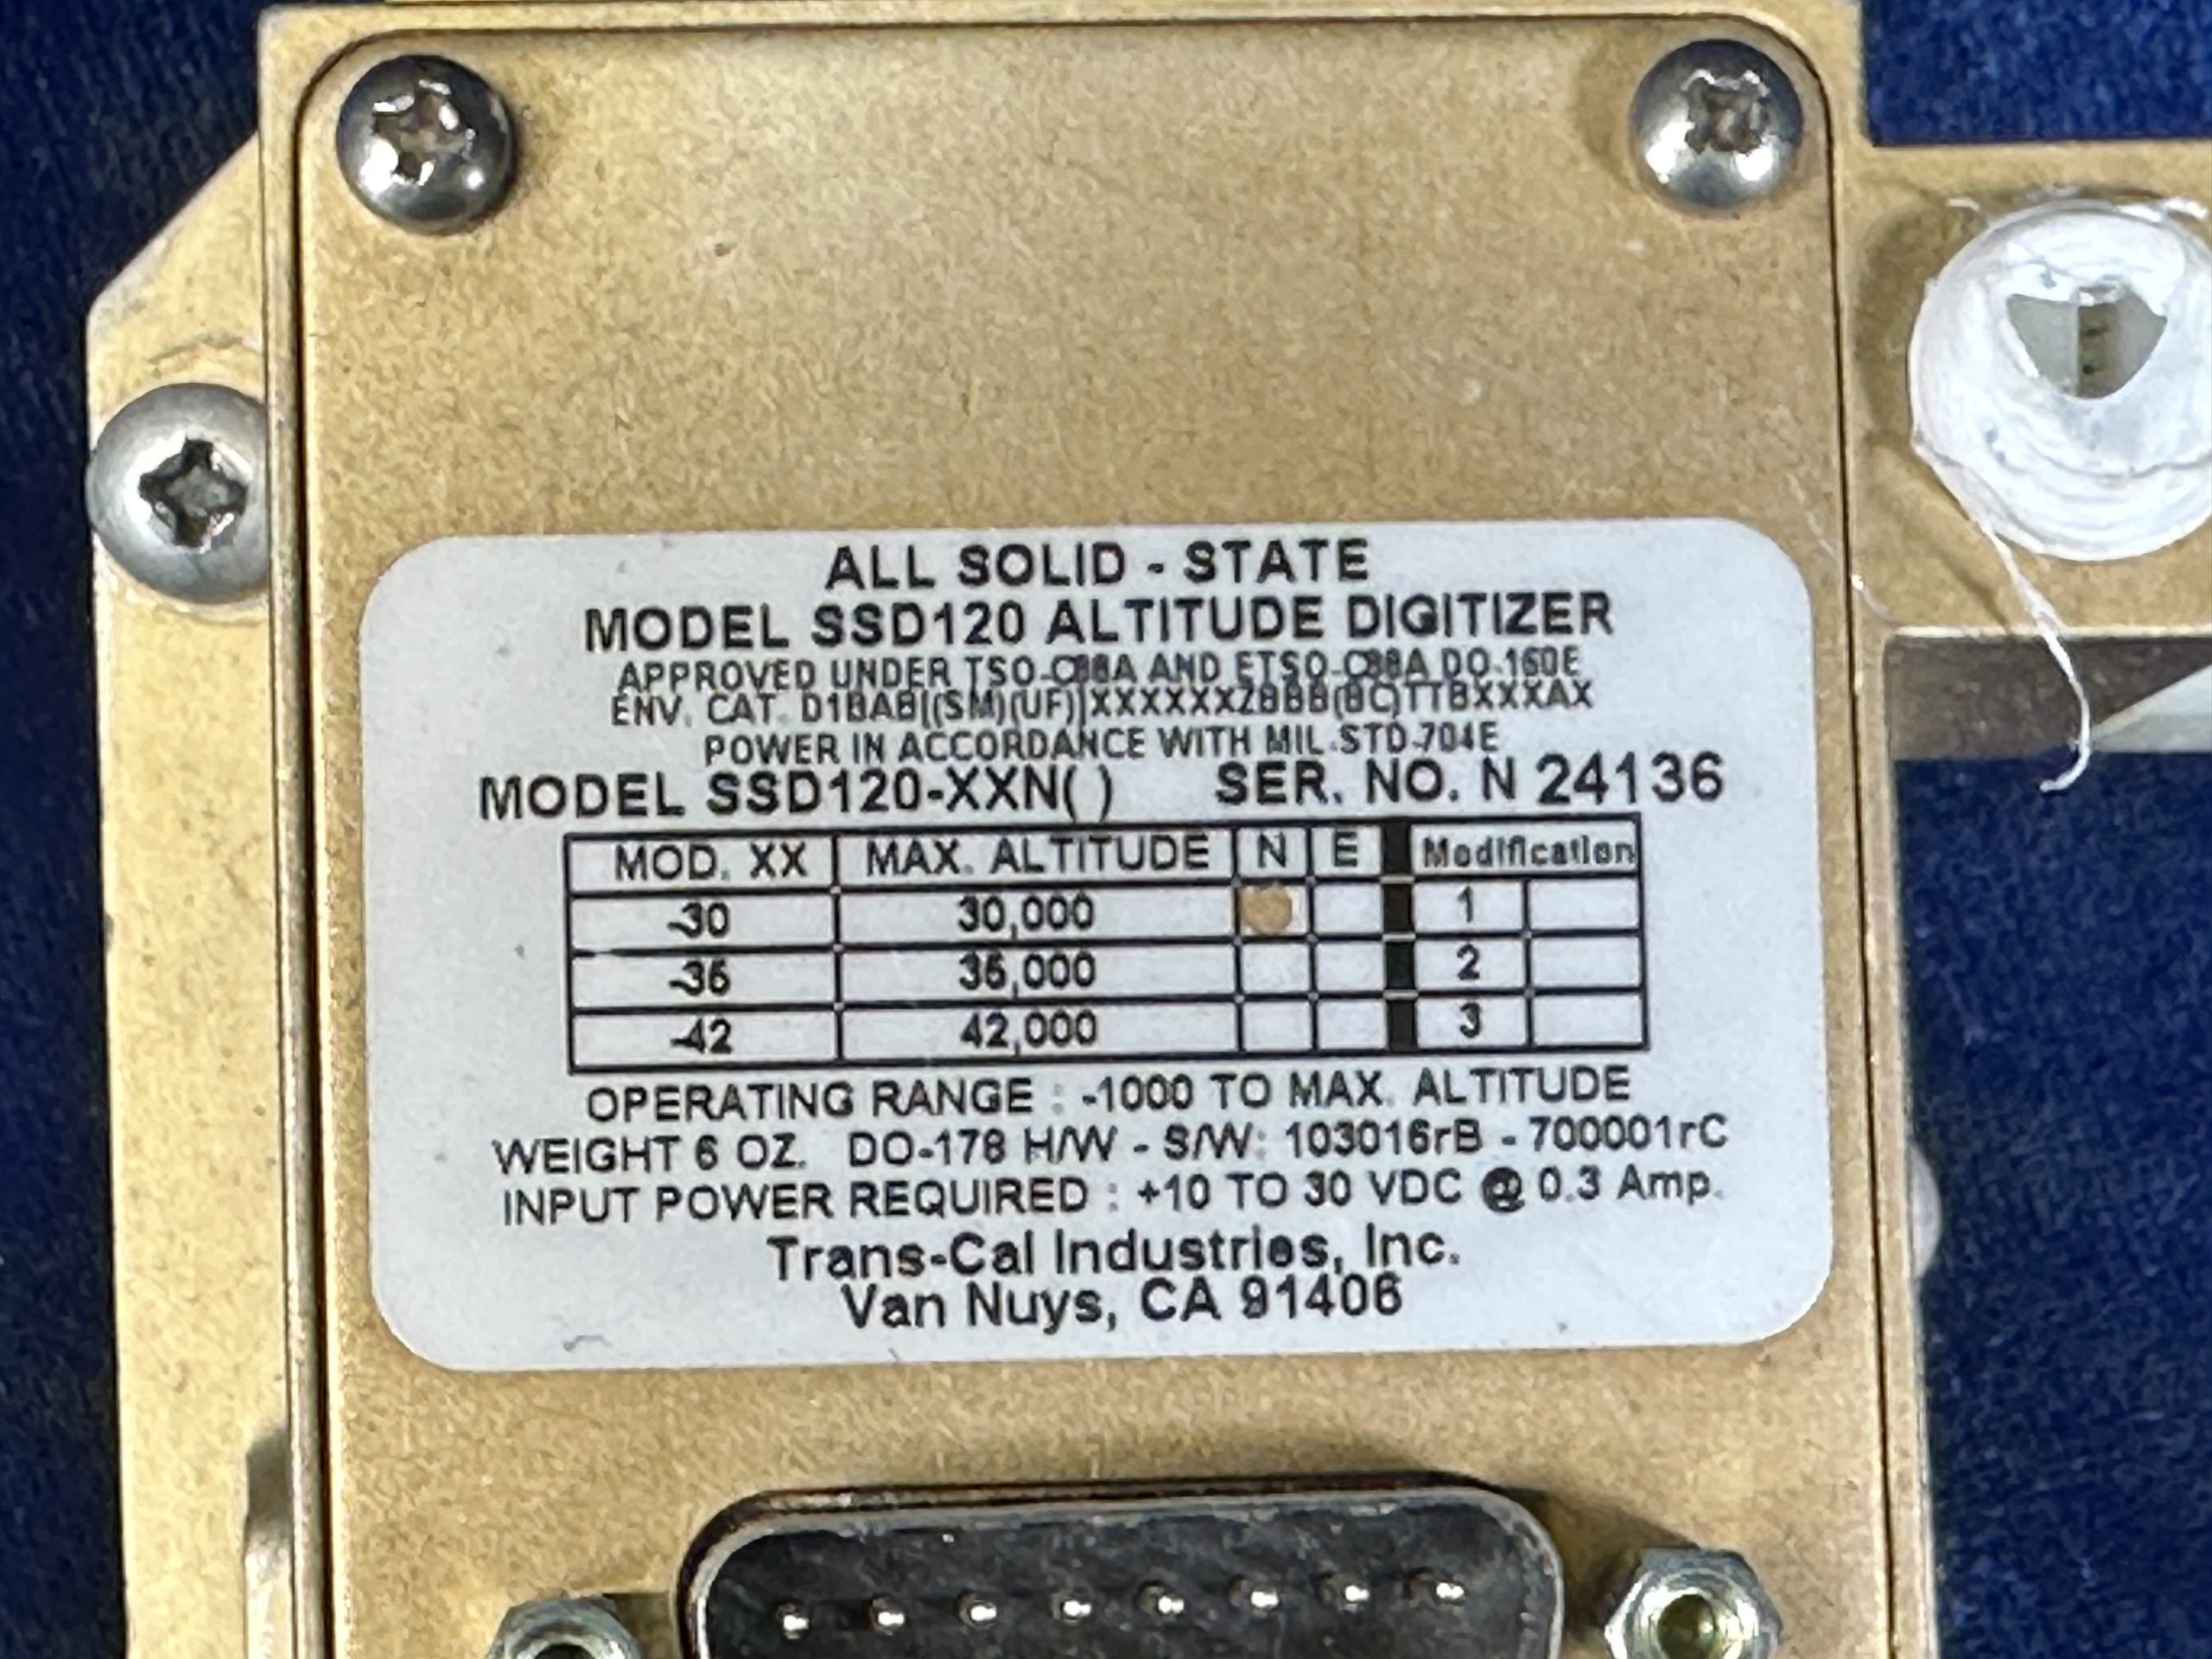 ALL SOLID - STATE
MODEL SSD120 ALTITUDE DIGITIZER
APPROVED UNDER TSO-C88A AND ETSO-C88A DO-160E
ENV. CAT. D1BAB[(SM)(UF)]XXXXXXZBBB(BC)TTBXXXAX
POWER IN ACCORDANCE WITH MIL-STD-704E
MODEL SSD120-XXN( ) SER. NO. N 24136
MOD. XX MAX. ALTITUDE N E Modification
-30 30,000 1
-35 35,000 2
-42 42,000 3
OPERATING RANGE : -1000 TO MAX. ALTITUDE
WEIGHT 6 OZ. DO-178 H/W - S/W: 103016rB - 700001rC
INPUT POWER REQUIRED : +10 TO 30 VDC @ 0.3 Amp.
Trans-Cal Industries, Inc.
Van Nuys, CA 91406